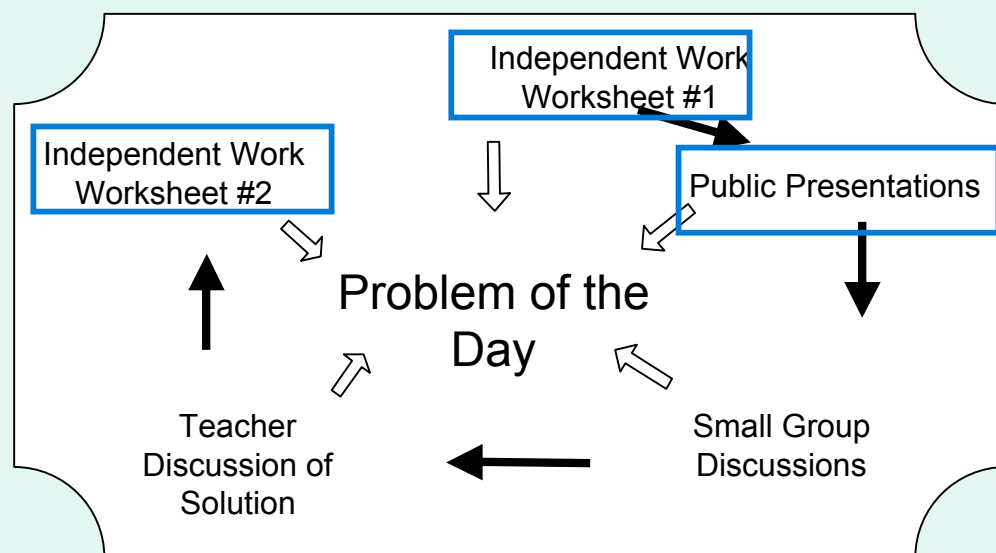 Independent Work
Worksheet #1
Independent Work
Worksheet #2
Public Presentations
Problem of the
Day
Teacher
Discussion of
Solution
Small Group
Discussions